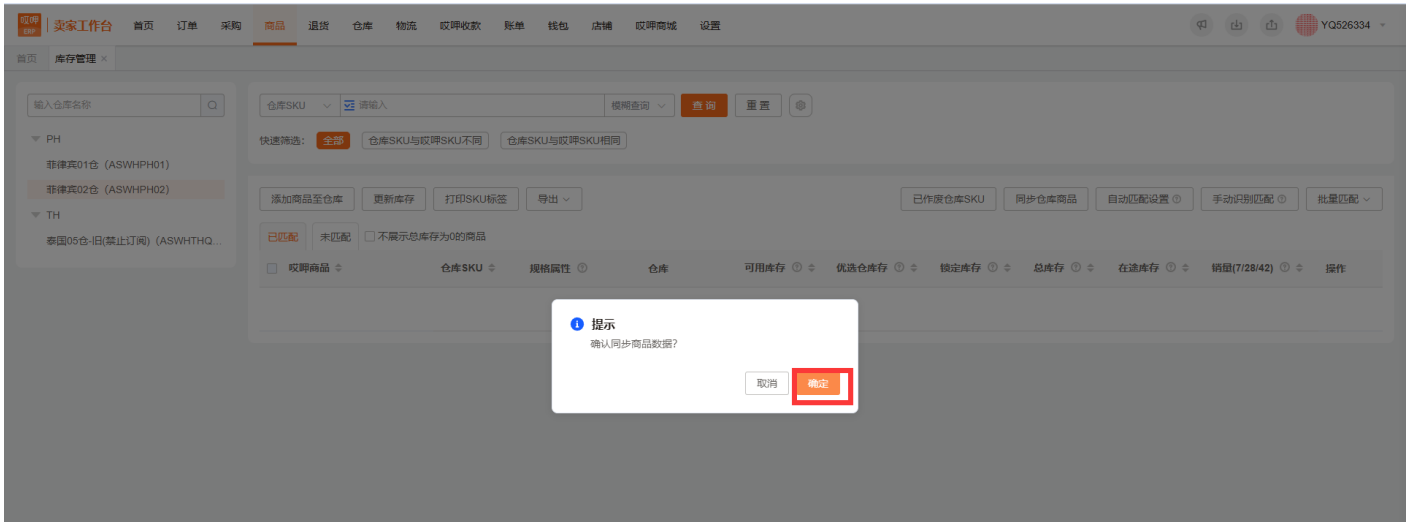 哎呷 ERP 卖家工作台 首页 订单 采购 商品 退货 仓库 物流 哎呷收款 账单 钱包 店铺 哎呷商城 设置 YQ526334
首页 库存管理 ×
输入仓库名称 仓库SKU 请输入 模糊查询 查询 重置
快速筛选: 全部 仓库SKU与哎呷SKU不同 仓库SKU与哎呷SKU相同
PH
菲律宾01仓（ASWHPH01）
菲律宾02仓（ASWHPH02）
TH
泰国05仓-旧(禁止订阅)（ASWHTHQ...
添加商品至仓库 更新库存 打印SKU标签 导出 已作废仓库SKU 同步仓库商品 自动匹配设置 手动识别匹配 批量匹配
已匹配 未匹配 不展示总库存为0的商品
哎呷商品 仓库SKU 规格属性 仓库 可用库存 优选仓库存 锁定库存 总库存 在途库存 销量(7/28/42) 操作
提示
确认同步商品数据?
取消 确定